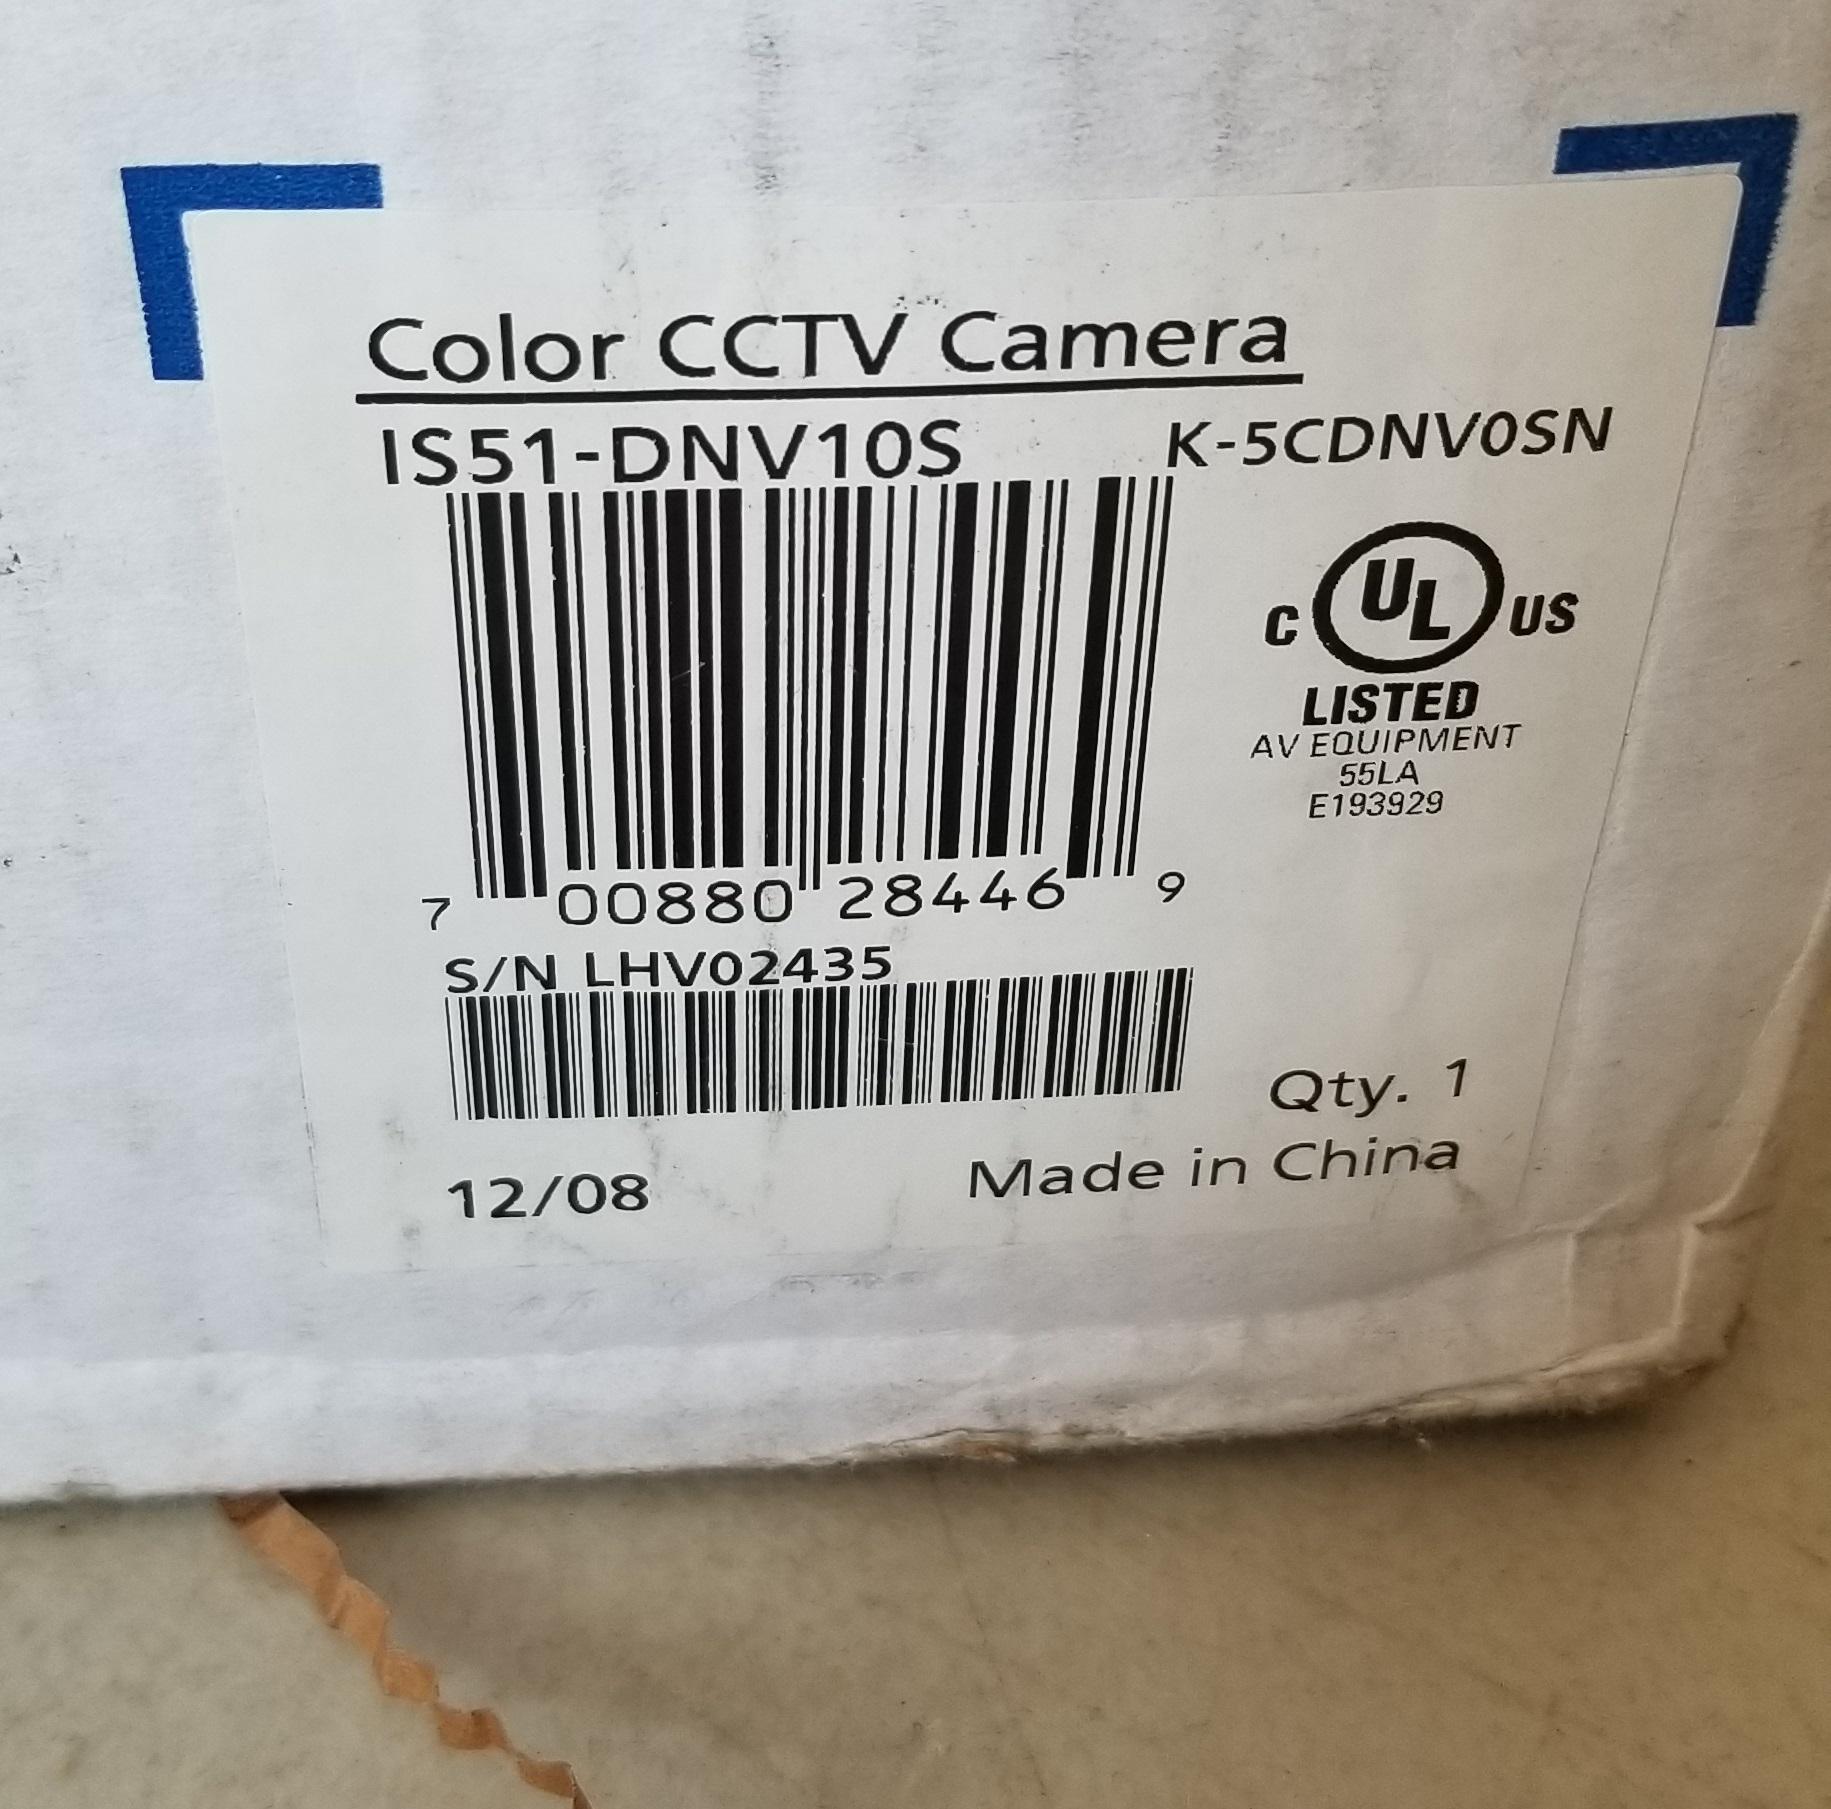 Color CCTV Camera
IS51-DNV10S K-5CDNV0SN
C UL US
LISTED
AV EQUIPMENT
55LA
E193929
7 00880 28446 9
S/N LHV02435
Qty. 1
12/08 Made in China